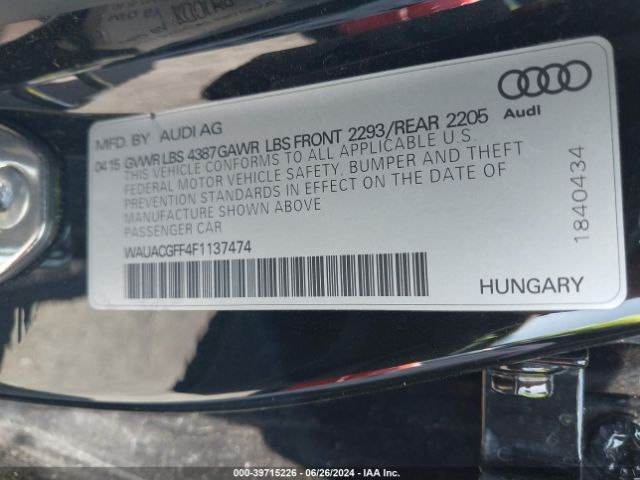 MFD. BY AUDI AG
04 15 GVWR LBS 4387 GAWR LBS FRONT 2293/REAR 2205
THIS VEHICLE CONFORMS TO ALL APPLICABLE U.S.
FEDERAL MOTOR VEHICLE SAFETY, BUMPER AND THEFT
PREVENTION STANDARDS IN EFFECT ON THE DATE OF
MANUFACTURE SHOWN ABOVE
PASSENGER CAR
WAUACGFF4F1137474
Audi
1840434
HUNGARY
000-39715226 - 06/26/2024 - IAA Inc.